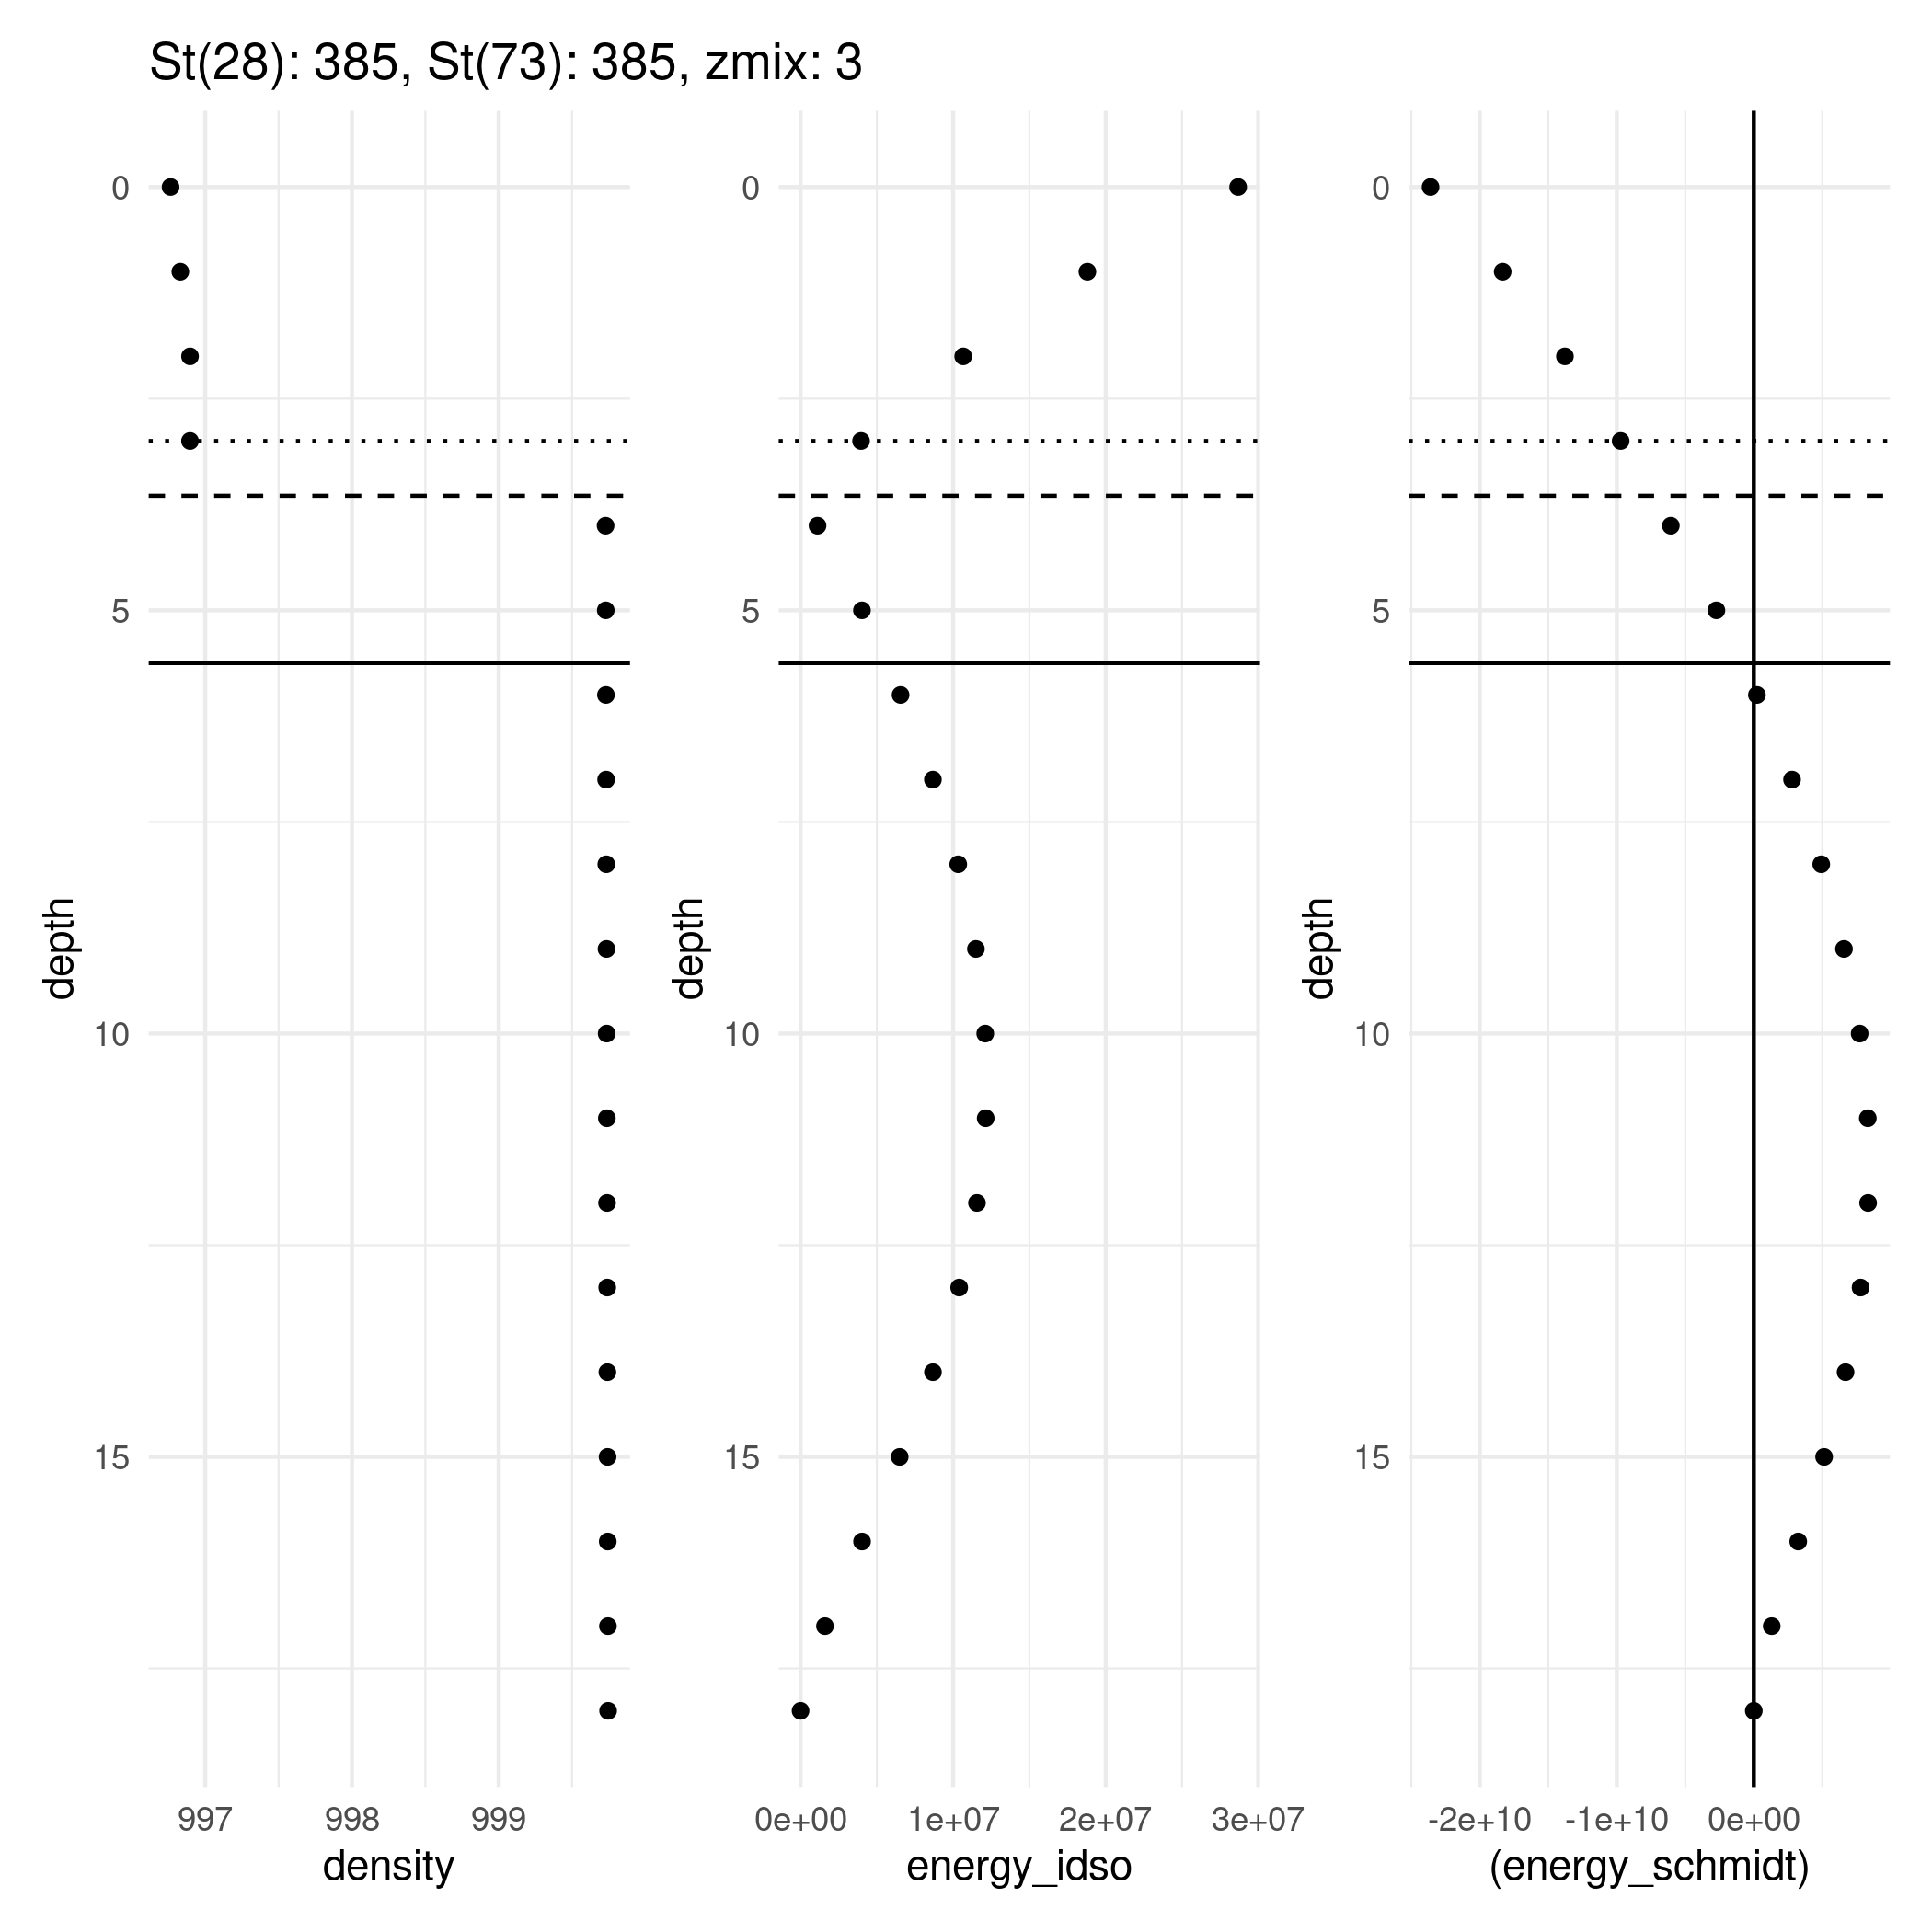 St(28): 385, St(73): 385, zmix: 3
0
5
10
15
depth
997 998 999
density
0
5
10
15
depth
0e+00 1e+07 2e+07 3e+07
energy_idso
0
5
10
15
depth
-2e+10 -1e+10 0e+00
(energy_schmidt)